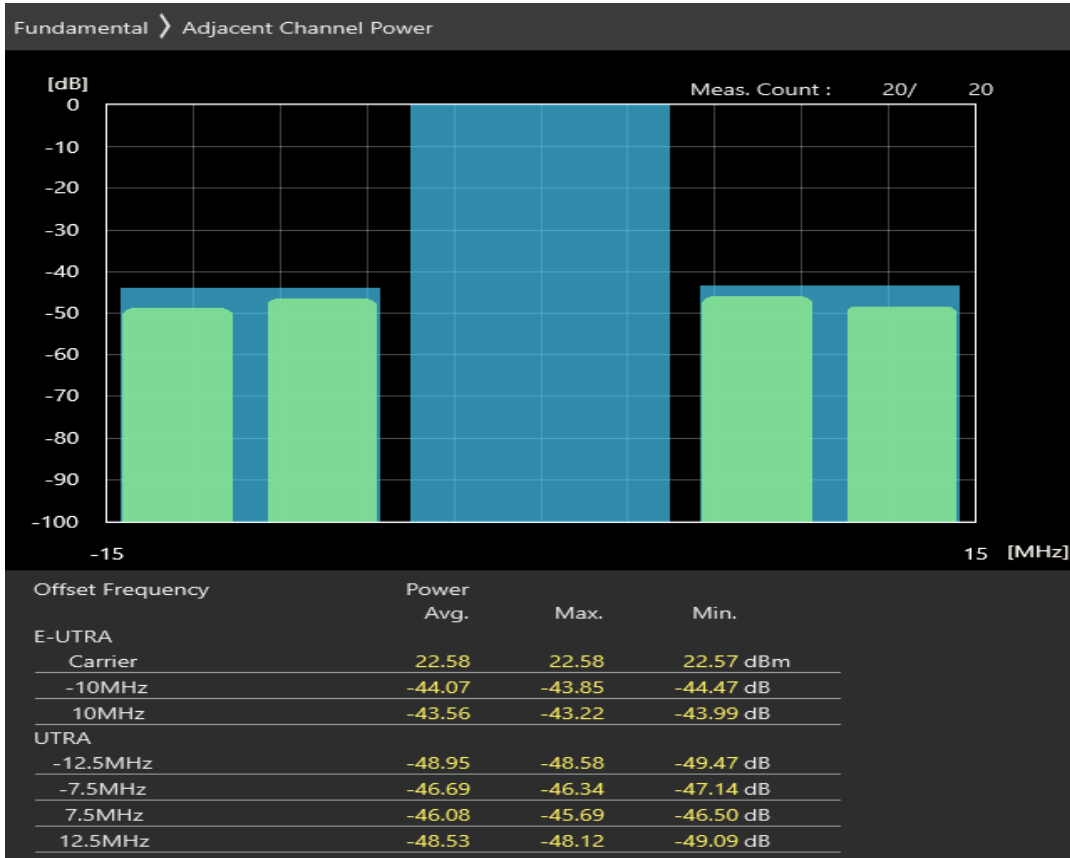 Fundamental 〉 Adjacent Channel Power
[dB]
Meas. Count : 20/ 20
0
-10
-20
-30
-40
-50
-60
-70
-80
-90
-100
-15 15 [MHz]
Offset Frequency Power
Avg. Max. Min.
E-UTRA
Carrier 22.58 22.58 22.57 dBm
-10MHz -44.07 -43.85 -44.47 dB
10MHz -43.56 -43.22 -43.99 dB
UTRA
-12.5MHz -48.95 -48.58 -49.47 dB
-7.5MHz -46.69 -46.34 -47.14 dB
7.5MHz -46.08 -45.69 -46.50 dB
12.5MHz -48.53 -48.12 -49.09 dB